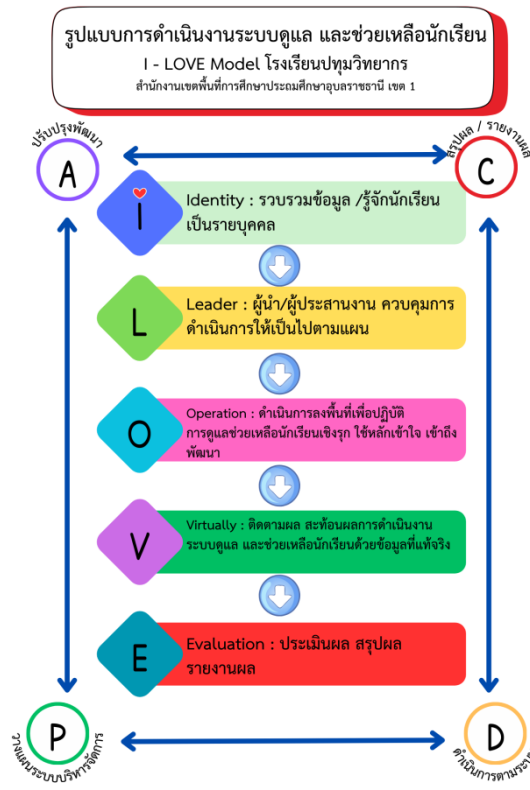 รูปแบบการดำเนินงานระบบดูแล และช่วยเหลือนักเรียน
I - LOVE Model โรงเรียนปทุมวิทยากร
สำนักงานเขตพื้นที่การศึกษาประถมศึกษาอุบลราชธานี เขต 1
ปรับปรุงพัฒนา
A
สรุปผล / รายงานผล
C
i
Identity : รวบรวมข้อมูล /รู้จักนักเรียน
เป็นรายบุคคล
L
Leader : ผู้นำ/ผู้ประสานงาน ควบคุมการ
ดำเนินการให้เป็นไปตามแผน
O
Operation : ดำเนินการลงพื้นที่เพื่อปฏิบัติ
การดูแลช่วยเหลือนักเรียนเชิงรุก ใช้หลักเข้าใจ เข้าถึง
พัฒนา
V
Virtually : ติดตามผล สะท้อนผลการดำเนินงาน
ระบบดูแล และช่วยเหลือนักเรียนด้วยข้อมูลที่แท้จริง
E
Evaluation : ประเมินผล สรุปผล
รายงานผล
P
วางแผนระบบบริหารจัดการ
D
ดำเนินการตามระบบ